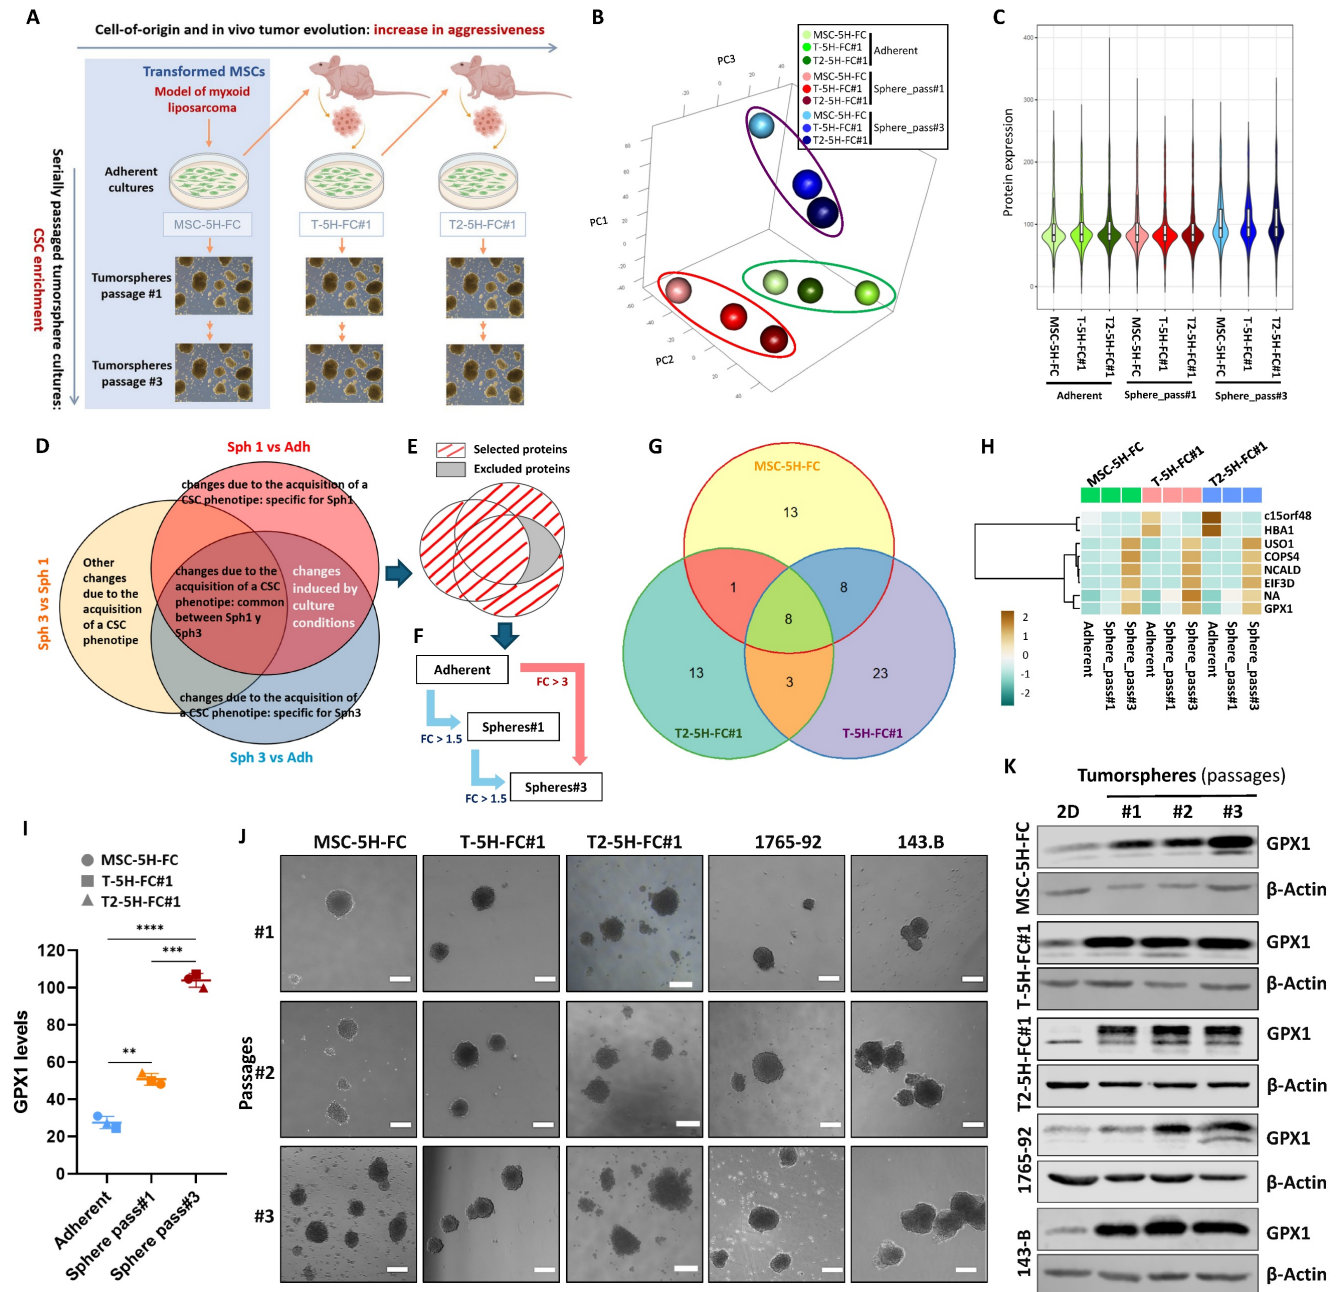 A
Cell-of-origin and in vivo tumor evolution: increase in aggressiveness
Transformed MSCs
Model of myxoid
liposarcoma
Serially passaged tumorsphere cultures:
CSC enrichment
Adherent
cultures
MSC-5H-FC
T-5H-FC#1
T2-5H-FC#1
Tumorspheres
passage #1
Tumorspheres
passage #3
B
MSC-5H-FC
T-5H-FC#1
T2-5H-FC#1
Adherent
MSC-5H-FC
T-5H-FC#1
T2-5H-FC#1
Sphere_pass#1
MSC-5H-FC
T-5H-FC#1
T2-5H-FC#1
Sphere_pass#3
PC3
PC1
PC2
C
Protein expression
400
300
200
100
0
MSC-5H-FC
T-5H-FC#1
T2-5H-FC#1
MSC-5H-FC
T-5H-FC#1
T2-5H-FC#1
MSC-5H-FC
T-5H-FC#1
T2-5H-FC#1
Adherent
Sphere_pass#1
Sphere_pass#3
D
Sph 1 vs Adh
Sph 3 vs Sph 1
Sph 3 vs Adh
changes due to the acquisition of a
CSC phenotipe: specific for Sph1
Other
changes
due to the
acquisition
of a CSC
phenotipe
changes due to the
acquisition of a CSC
phenotipe: common
between Sph1 y
Sph3
changes
induced by
culture
conditions
changes due to the acquisition of
a CSC phenotipe: specific for Sph3
E
Selected proteins
Excluded proteins
F
Adherent
FC > 3
Spheres#1
FC > 1.5
Spheres#3
FC > 1.5
G
MSC-5H-FC
13
1
8
8
13
3
23
T2-5H-FC#1
T-5H-FC#1
H
MSC-5H-FC
T-5H-FC#1
T2-5H-FC#1
c15orf48
HBA1
USO1
COPS4
NCALD
EIF3D
NA
GPX1
2
1
0
-1
-2
Adherent
Sphere_pass#1
Sphere_pass#3
Adherent
Sphere_pass#1
Sphere_pass#3
Adherent
Sphere_pass#1
Sphere_pass#3
I
MSC-5H-FC
T-5H-FC#1
T2-5H-FC#1
GPX1 levels
120
100
80
60
40
20
0
****
***
**
Adherent
Sphere pass#1
Sphere pass#3
J
MSC-5H-FC
T-5H-FC#1
T2-5H-FC#1
1765-92
143.B
Passages
#1
#2
#3
K
Tumorspheres (passages)
2D
#1
#2
#3
MSC-5H-FC
GPX1
β-Actin
T-5H-FC#1
GPX1
β-Actin
T2-5H-FC#1
GPX1
β-Actin
1765-92
GPX1
β-Actin
143-B
GPX1
β-Actin